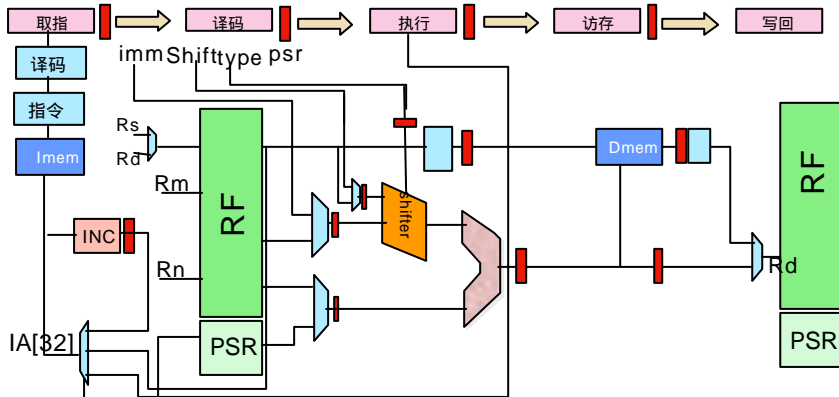 取指 译码 执行 访存 写回
译码
imm Shift type psr
指令
Rs
Rd
Imem
Dmem
RF
RF
Rm
shifter
INC
Rn
Rd
IA[32]
PSR
PSR